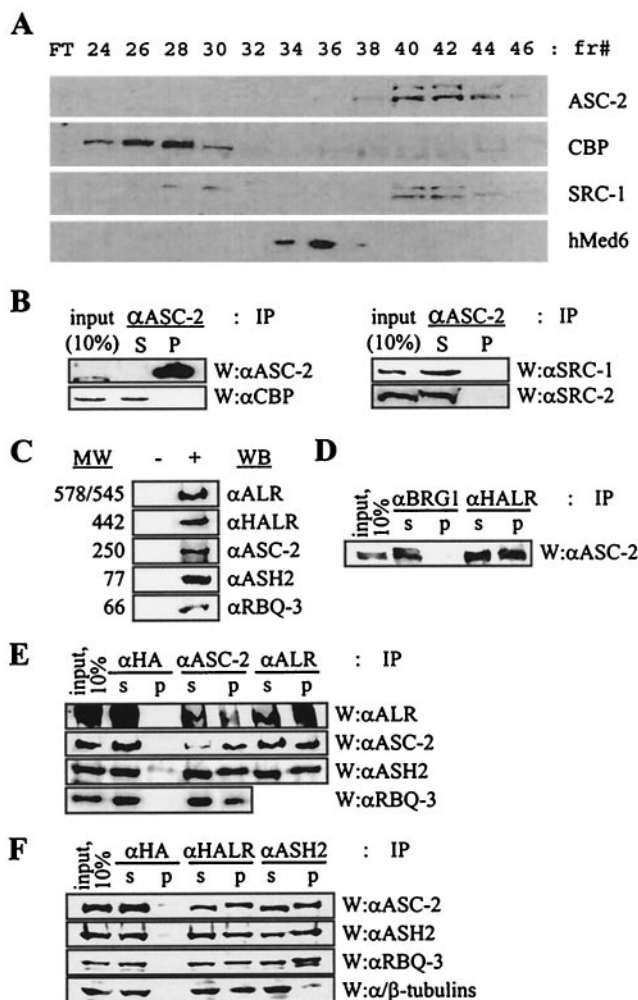 A
FT 24 26 28 30 32 34 36 38 40 42 44 46 : fr#
ASC-2
CBP
SRC-1
hMed6
B
input αASC-2 : IP
(10%) S P
W:αASC-2
W:αCBP
input αASC-2 : IP
(10%) S P
W:αSRC-1
W:αSRC-2
C
MW - + WB
578/545 αALR
442 αHALR
250 αASC-2
77 αASH2
66 αRBQ-3
D
input, 10% αBRG1 αHALR : IP
s p s p
W:αASC-2
E
input, 10% αHA αASC-2 αALR : IP
s p s p s p
W:αALR
W:αASC-2
W:αASH2
W:αRBQ-3
F
input, 10% αHA αHALR αASH2 : IP
s p s p s p
W:αASC-2
W:αASH2
W:αRBQ-3
W:α/β-tubulins